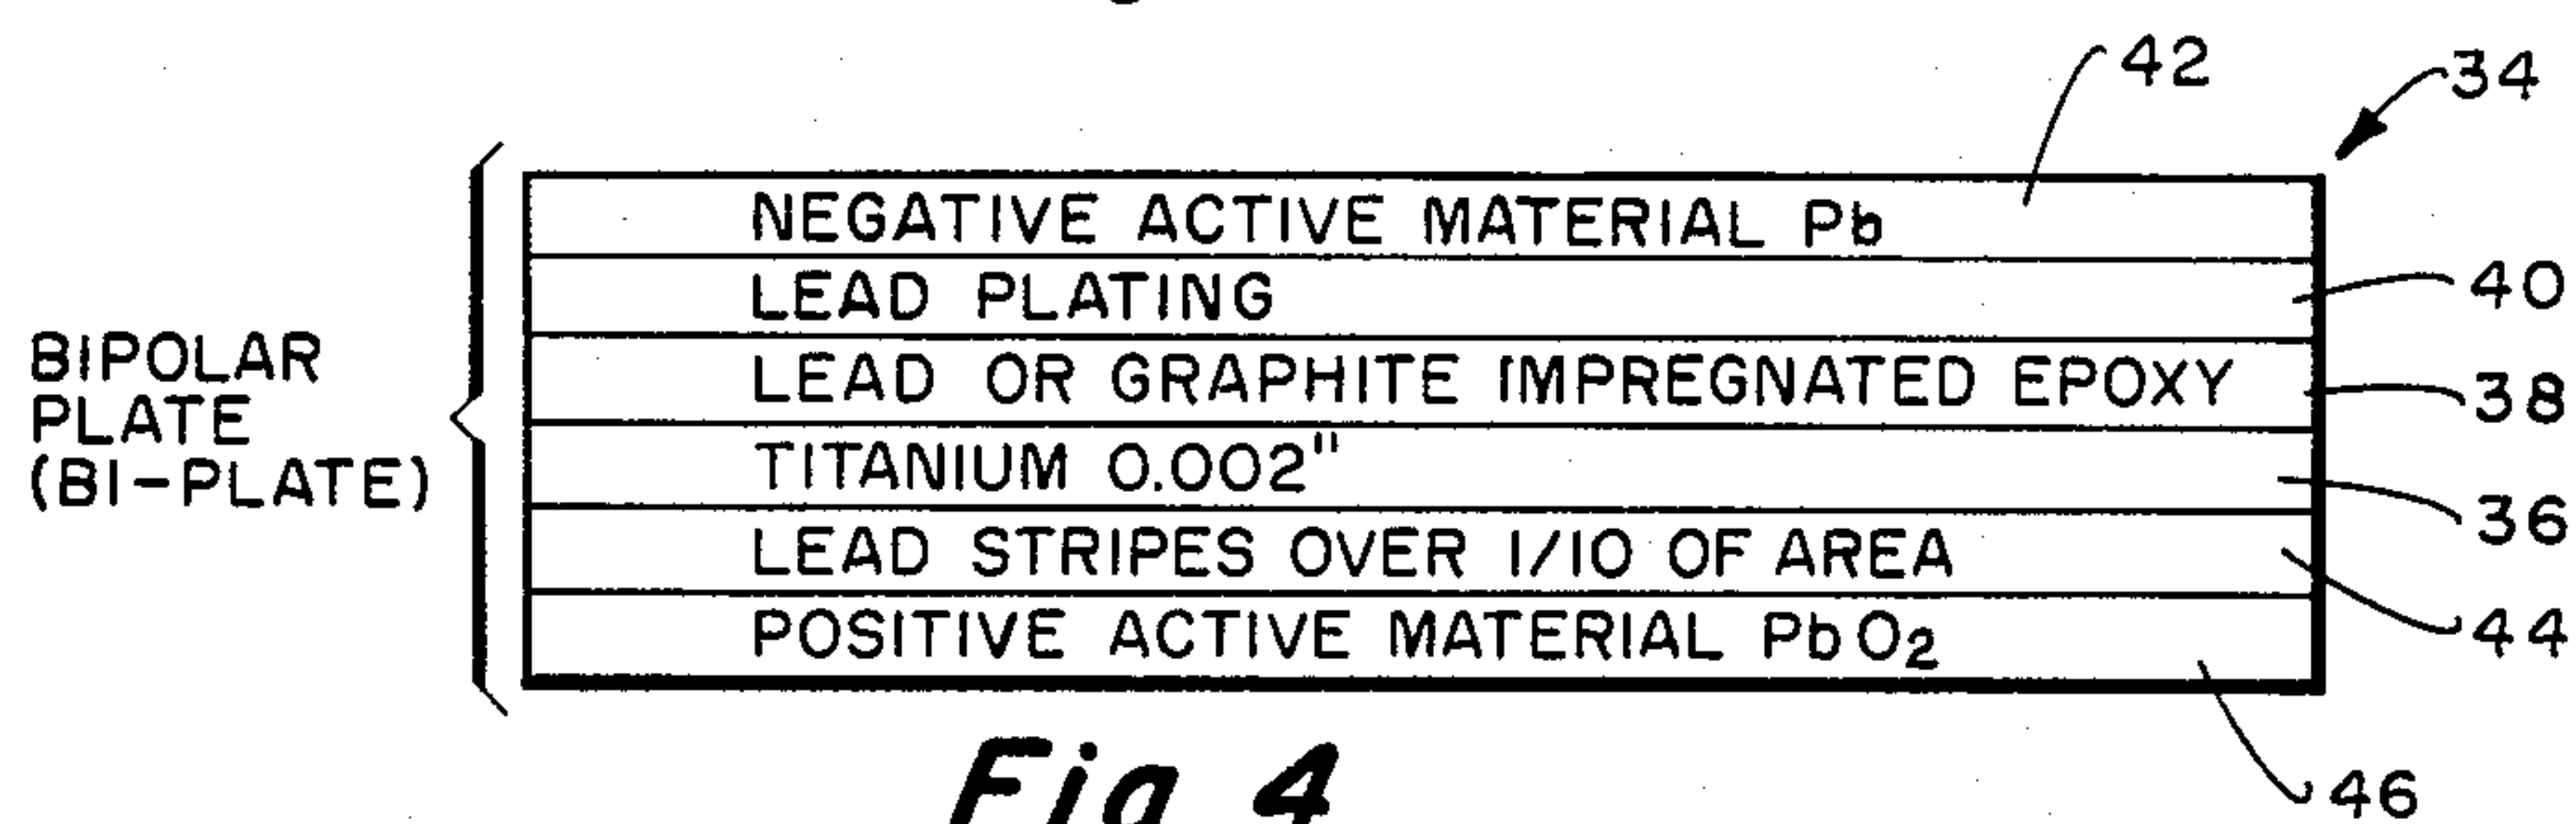 42
34
NEGATIVE ACTIVE MATERIAL Pb
LEAD PLATING
40
BIPOLAR
PLATE
(BI-PLATE)
LEAD OR GRAPHITE IMPREGNATED EPOXY
38
TITANIUM 0.002"
36
LEAD STRIPES OVER 1/10 OF AREA
44
POSITIVE ACTIVE MATERIAL PbO₂
46
Fig 4